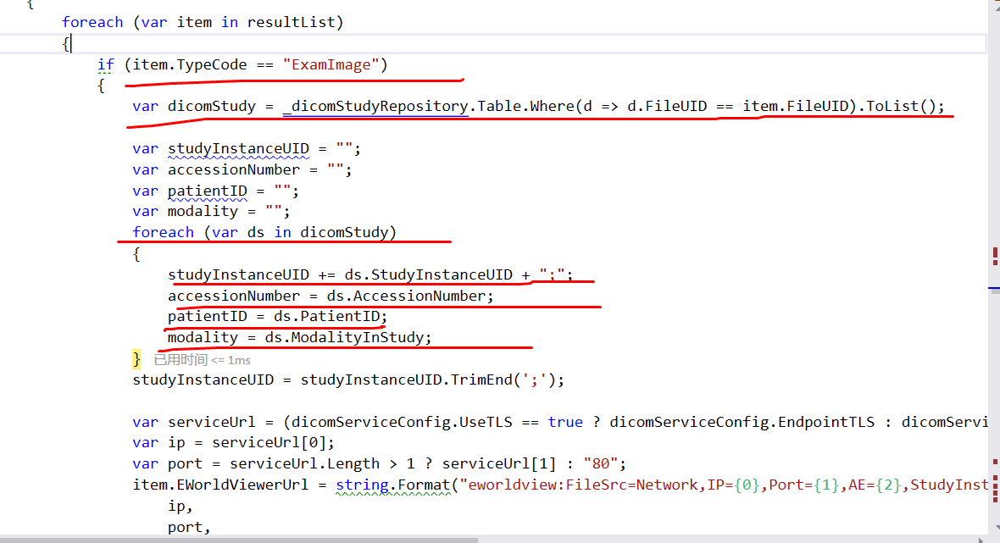 {
foreach (var item in resultList)
{
if (item.TypeCode == "ExamImage")
{
var dicomStudy = _dicomStudyRepository.Table.Where(d => d.FileUID == item.FileUID).ToList();
var studyInstanceUID = "";
var accessionNumber = "";
var patientID = "";
var modality = "";
foreach (var ds in dicomStudy)
{
studyInstanceUID += ds.StudyInstanceUID + ";";
accessionNumber = ds.AccessionNumber;
patientID = ds.PatientID;
modality = ds.ModalityInStudy;
} 已用时间 <= 1ms
studyInstanceUID = studyInstanceUID.TrimEnd(';');
var serviceUrl = (dicomServiceConfig.UseTLS == true ? dicomServiceConfig.EndpointTLS : dicomServi
var ip = serviceUrl[0];
var port = serviceUrl.Length > 1 ? serviceUrl[1] : "80";
item.EWorldViewerUrl = string.Format("eworldview:FileSrc=Network,IP={0},Port={1},AE={2},StudyInst
ip,
port,